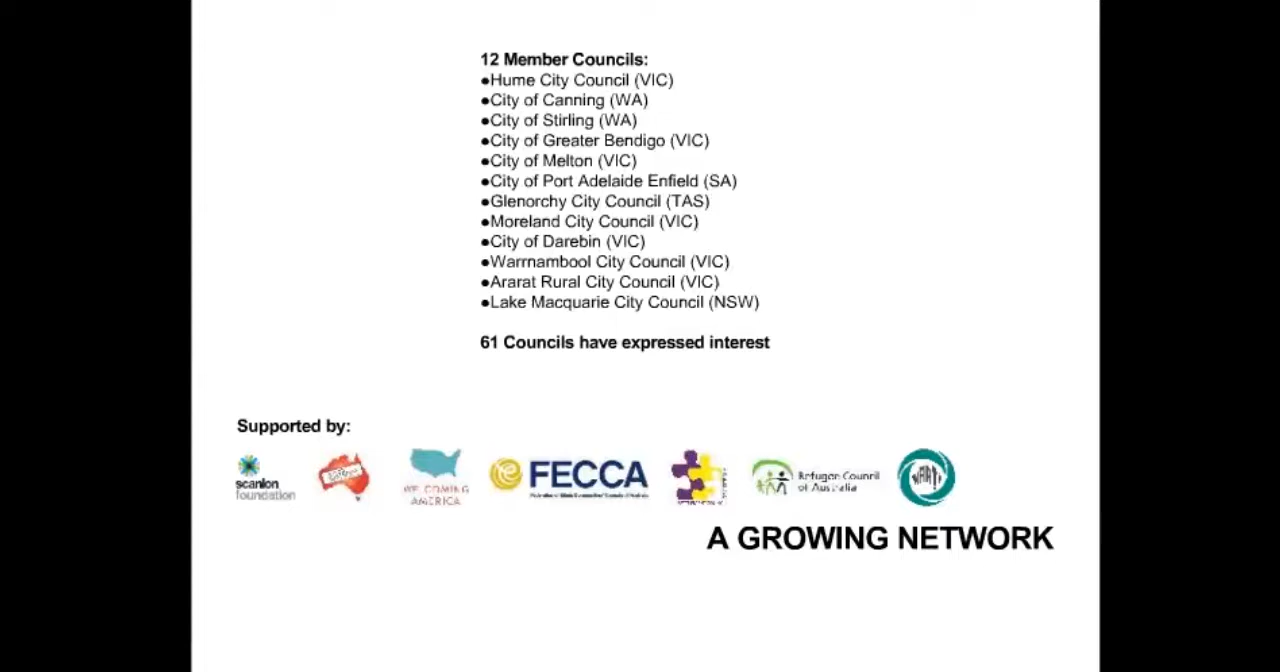 12 Member Councils:
●Hume City Council (VIC)
●City of Canning (WA)
●City of Stirling (WA)
●City of Greater Bendigo (VIC)
●City of Melton (VIC)
●City of Port Adelaide Enfield (SA)
●Glenorchy City Council (TAS)
●Moreland City Council (VIC)
●City of Darebin (VIC)
●Warrnambool City Council (VIC)
●Ararat Rural City Council (VIC)
●Lake Macquarie City Council (NSW)
61 Councils have expressed interest
Supported by:
scanlon
foundation
WELCOMING
AMERICA
FECCA
Refugee Council
of Australia
A GROWING NETWORK